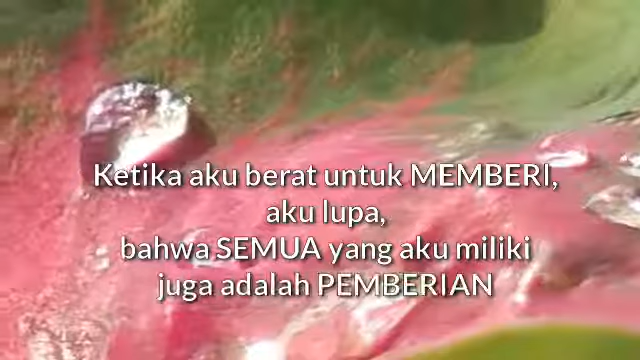 Ketika aku berat untuk MEMBERI,
aku lupa,
bahwa SEMUA yang aku miliki
juga adalah PEMBERIAN